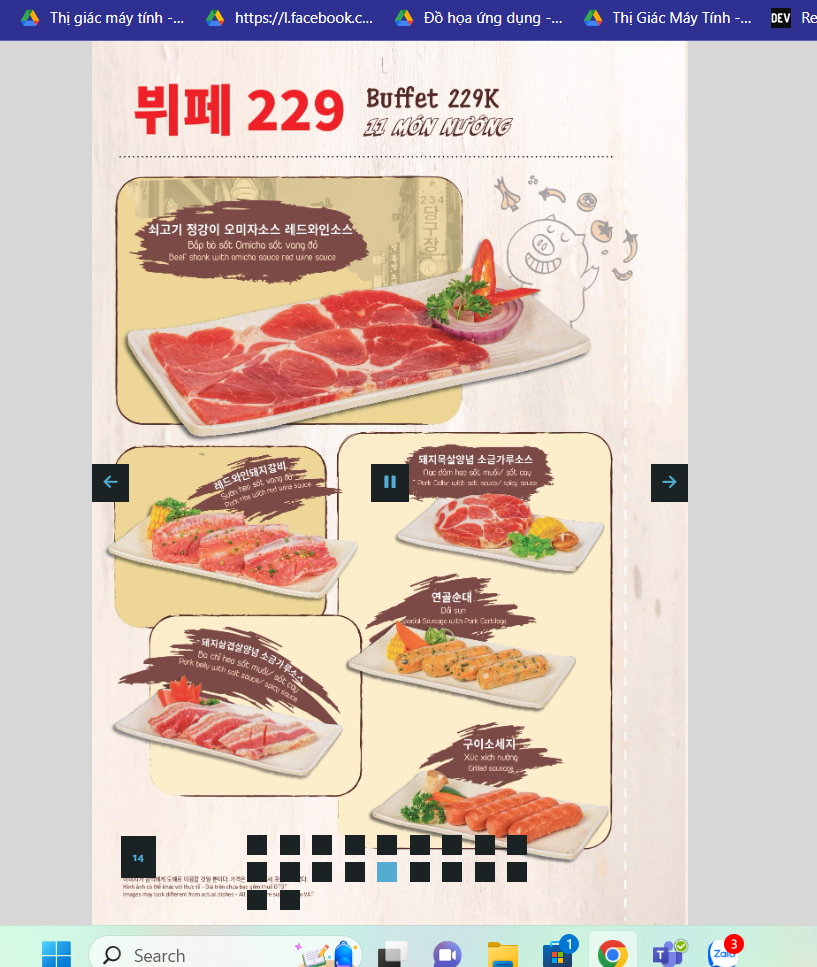 Thị giác máy tính -...
https://l.facebook.c...
Đồ họa ứng dụng -...
Thị Giác Máy Tính -...
DEV
Re
뷔페 229
Buffet 229K
11 MÓN NƯỚNG
234
당구장
쇠고기 정강이 오미자소스 레드와인소스
Bắp bò sốt Omicha sốt vang đỏ
Beef shank with omicha sauce red wine sauce
레드와인돼지갈비
Sườn heo sốt vang đỏ
Pork ribs with red wine sauce
돼지목살양념 소금가루소스
Nạc dăm heo sốt muối/ sốt cay
Pork Collar with salt sauce/ spicy sauce
연골순대
Dồi sụn
Special Sausage with Pork Cartilage
돼지삼겹살양념 소금가루소스
Ba chỉ heo sốt muối/ sốt cay
Pork belly with salt sauce/ spicy sauce
구이소세지
Xúc xích nướng
Grilled sausage
14
Hình ảnh có thể khác với thực tế - Giá trên chưa bao gồm thuế GTGT
Images may look different from actual dishes - All VAT
Search
1
T
Zalo
3